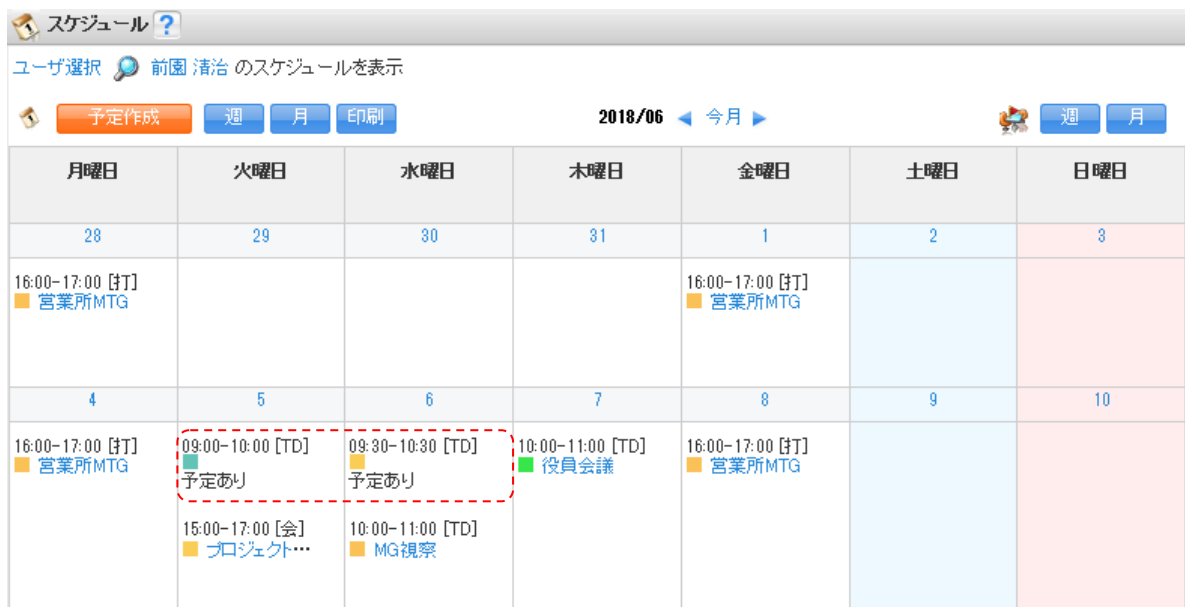 スケジュール ?
ユーザ選択 前園 清治 のスケジュールを表示
予定作成 週 月 印刷 2018/06 今月 週 月
月曜日 火曜日 水曜日 木曜日 金曜日 土曜日 日曜日
28 29 30 31 1 2 3
16:00-17:00 [打] 16:00-17:00 [打]
営業所MTG 営業所MTG
4 5 6 7 8 9 10
16:00-17:00 [打] 09:00-10:00 [TD] 09:30-10:30 [TD] 10:00-11:00 [TD] 16:00-17:00 [打]
営業所MTG 役員会議 営業所MTG
予定あり 予定あり
15:00-17:00 [会] 10:00-11:00 [TD]
プロジェクト… MG視察